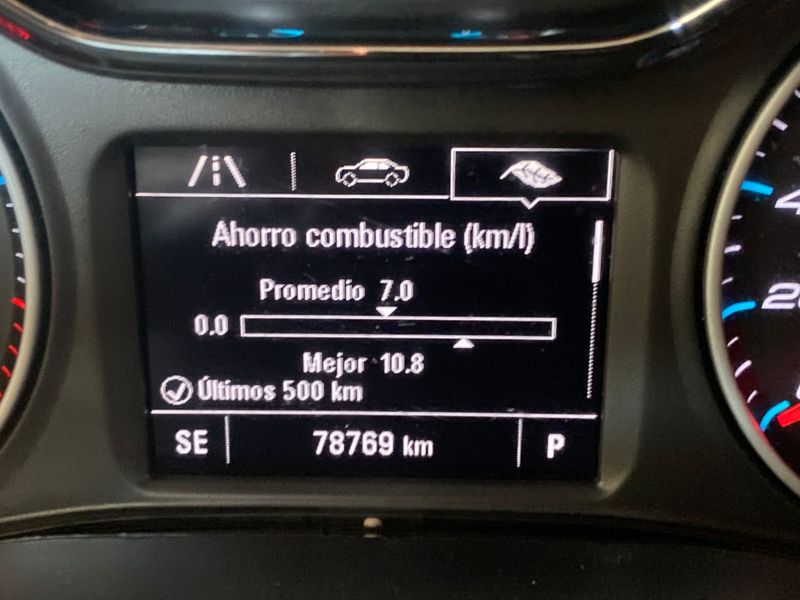 Ahorro combustible (km/l)
Promedio 7.0
0.0
Mejor 10.8
Últimos 500 km
SE 78769 km P